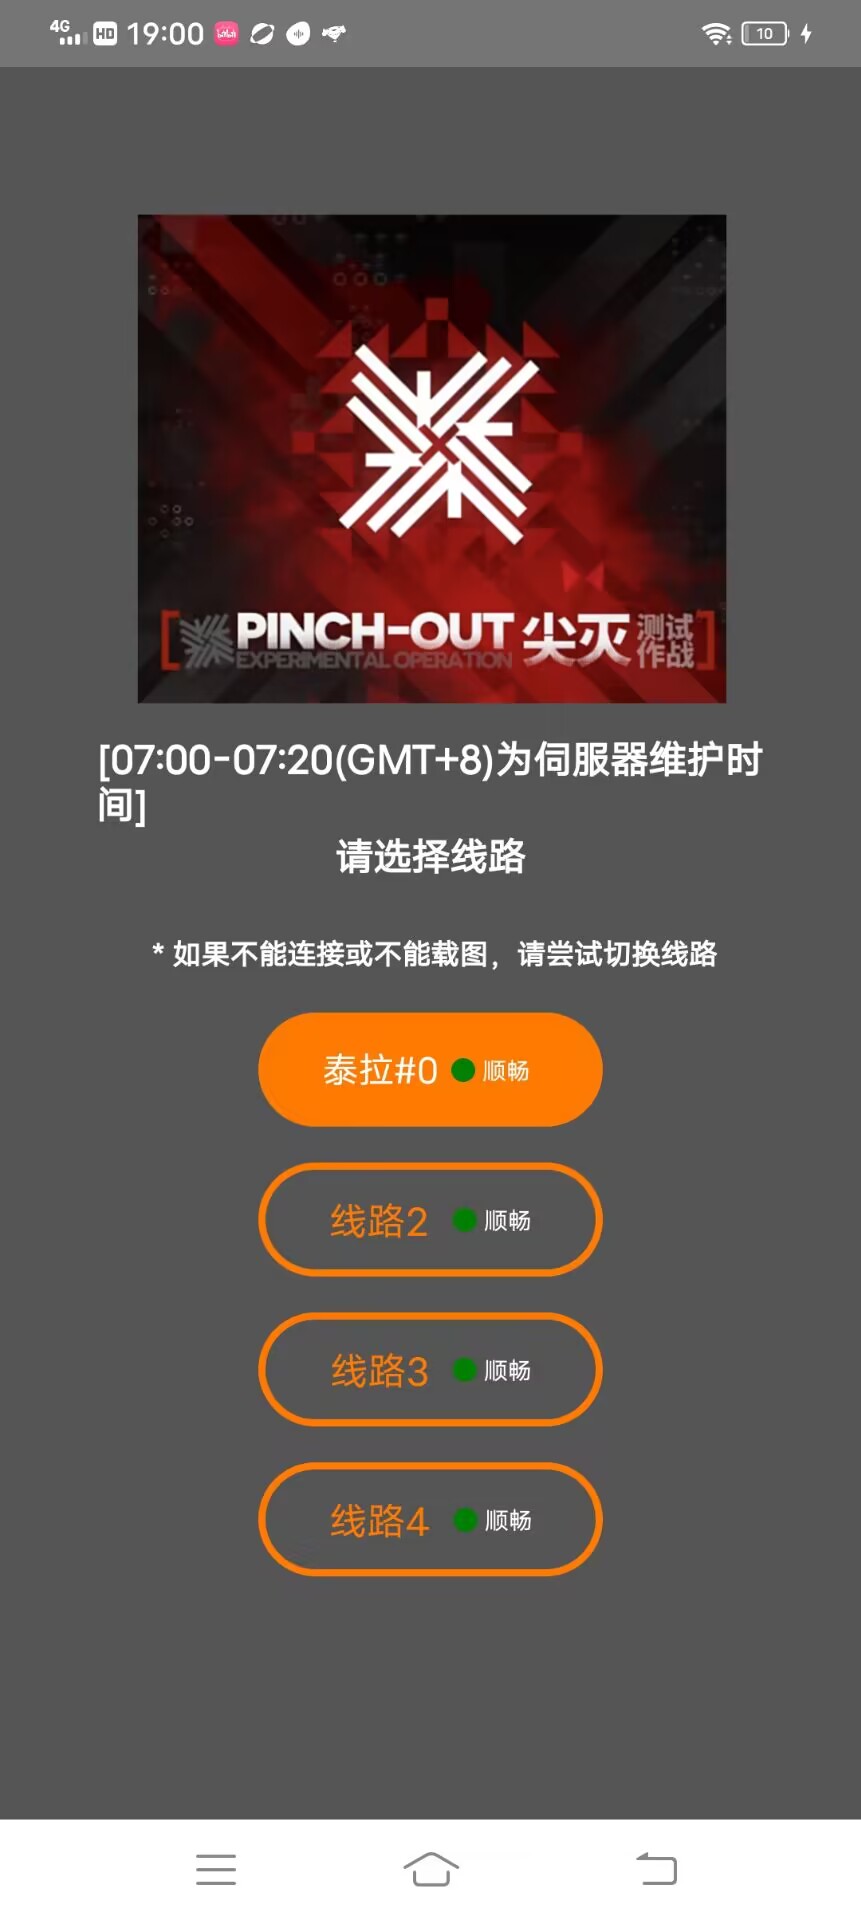 4G HD 19:00 10
PINCH-OUT 尖灭 测试
EXPERIMENTAL OPERATION 作战
[07:00-07:20(GMT+8)为伺服器维护时
间]
请选择线路
* 如果不能连接或不能载图，请尝试切换线路
泰拉#0 顺畅
线路2 顺畅
线路3 顺畅
线路4 顺畅